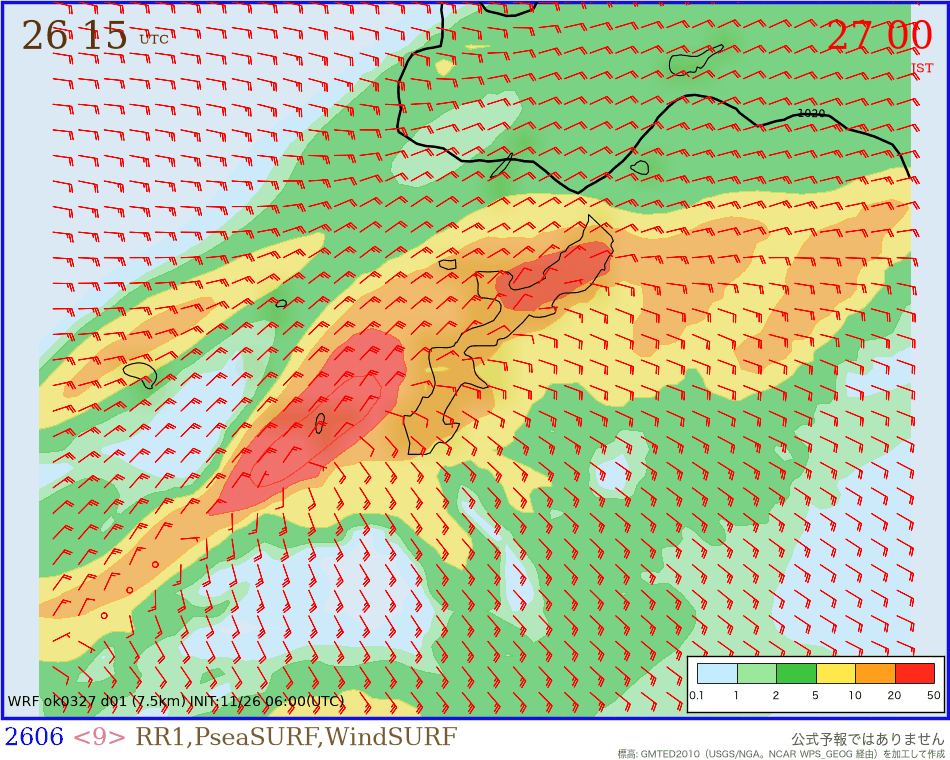 26 15 UTC
27 00
JST
1020
WRF ok0327 d01 (7.5km) INIT:11/26 06:00(UTC)
0.1 1 2 5 10 20 50
2606 <9> RR1,PseaSURF,WindSURF
公式予報ではありません
標高: GMTED2010（USGS/NGA。NCAR WPS_GEOG 経由）を加工して作成